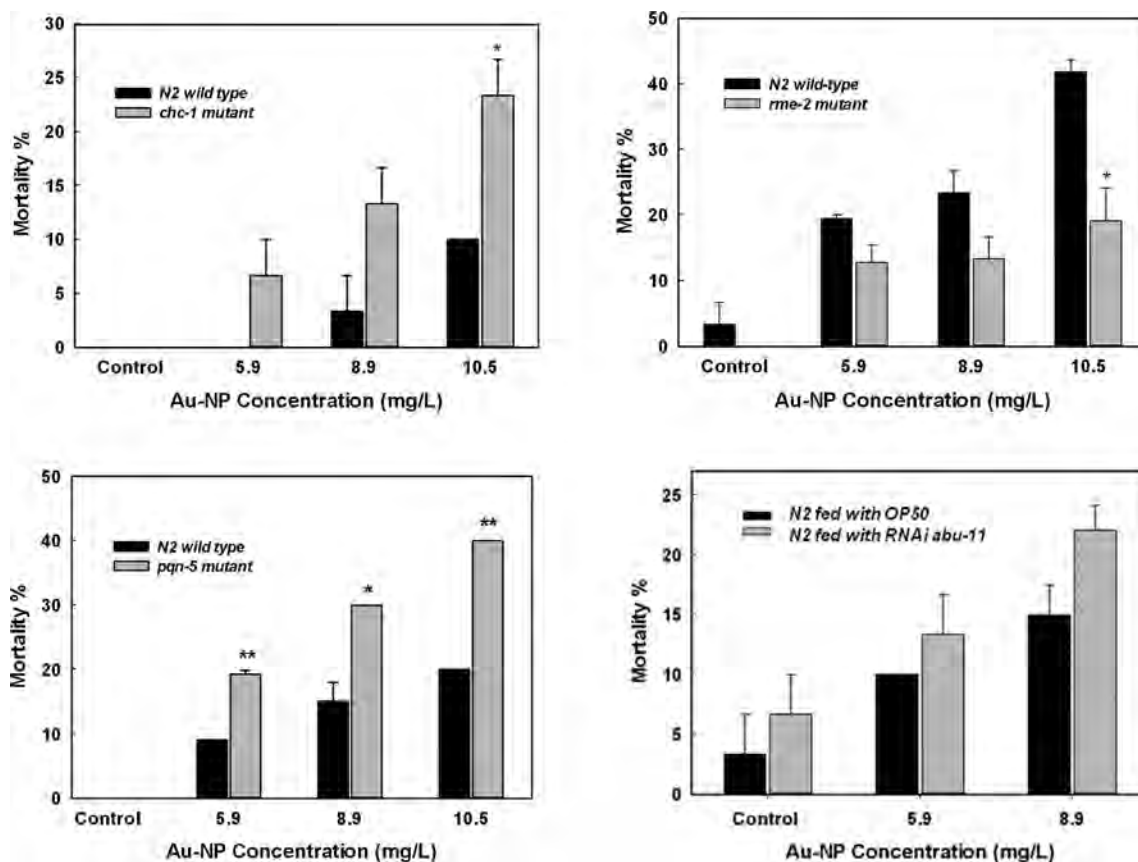 30
25
20
15
10
5
0
Mortality %
N2 wild type
chc-1 mutant
*
Control
5.9
8.9
10.5
Au-NP Concentration (mg/L)
50
40
30
20
10
0
Mortality %
N2 wild-type
rme-2 mutant
*
Control
5.9
8.9
10.5
Au-NP Concentration (mg/L)
50
40
30
20
10
0
Mortality %
N2 wild type
pqn-5 mutant
**
*
**
Control
5.9
8.9
10.5
Au-NP Concentration (mg/L)
25
20
15
10
5
0
Mortality %
N2 fed with OP50
N2 fed with RNAi abu-11
Control
5.9
8.9
Au-NP Concentration (mg/L)